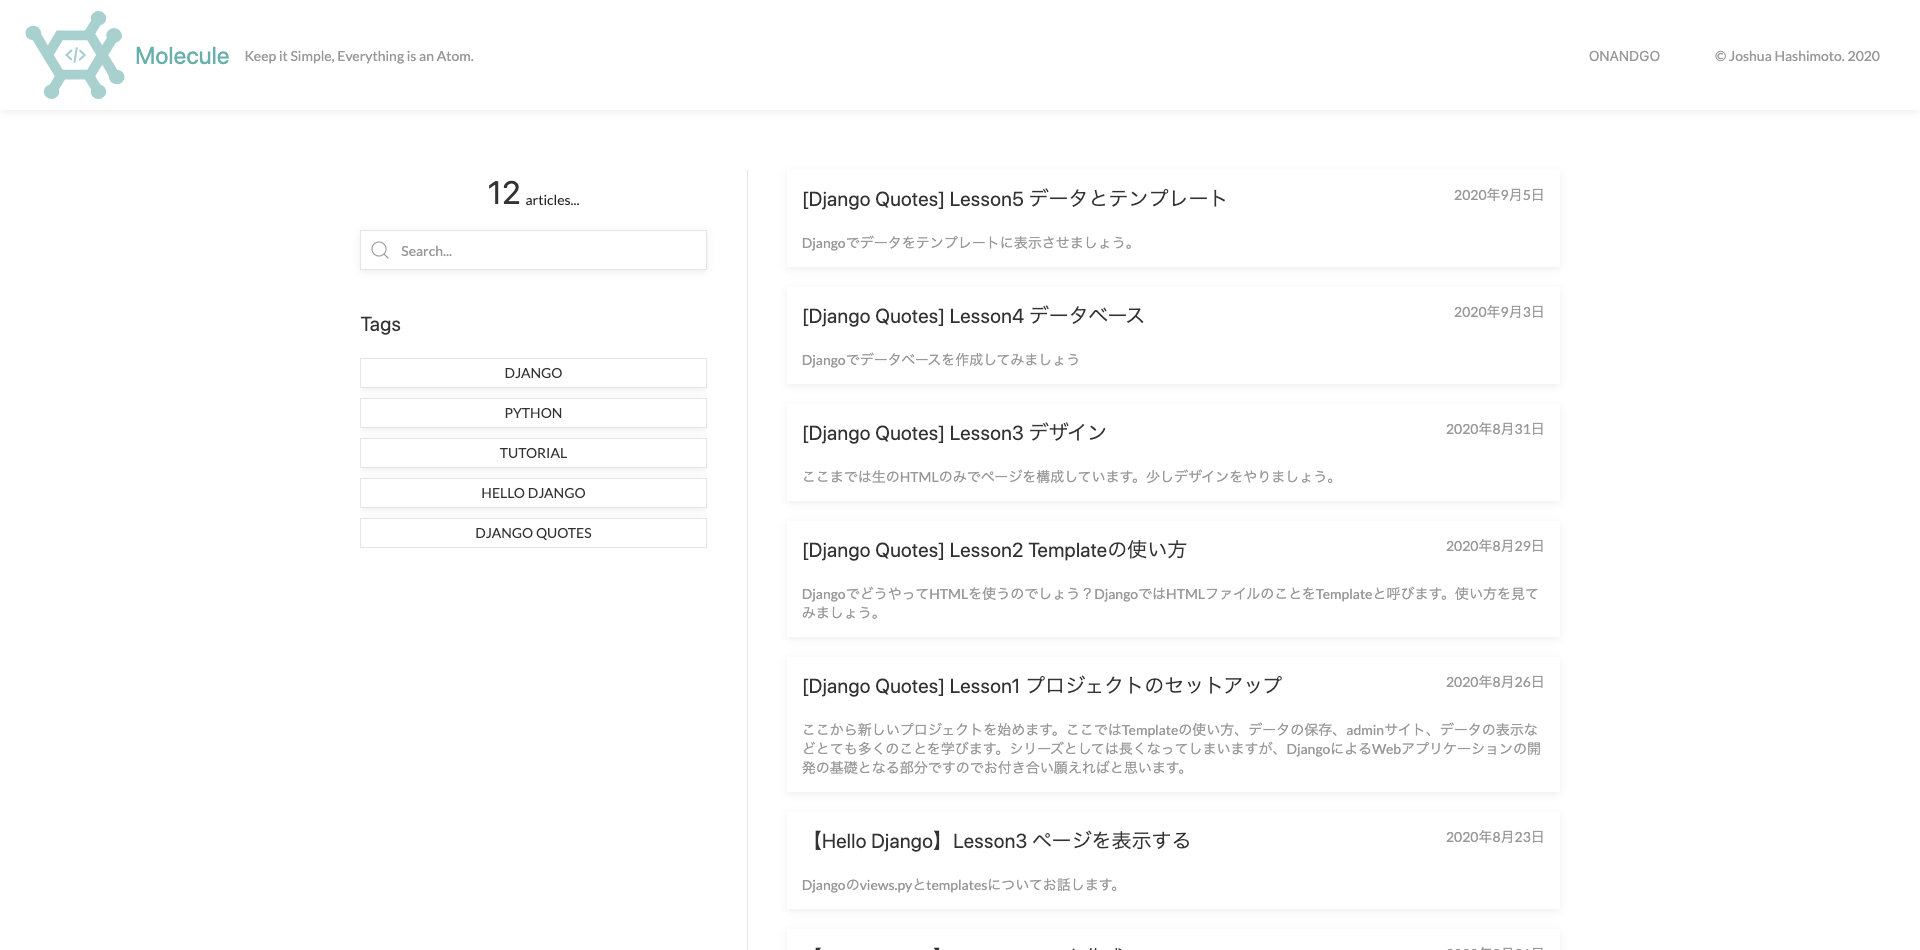 </>
Molecule
Keep it Simple, Everything is an Atom.
ONANDGO
© Joshua Hashimoto. 2020
12 articles...
Search...
Tags
DJANGO
PYTHON
TUTORIAL
HELLO DJANGO
DJANGO QUOTES
[Django Quotes] Lesson5 データとテンプレート
2020年9月5日
Djangoでデータをテンプレートに表示させましょう。
[Django Quotes] Lesson4 データベース
2020年9月3日
Djangoでデータベースを作成してみましょう
[Django Quotes] Lesson3 デザイン
2020年8月31日
ここまでは生のHTMLのみでページを構成しています。少しデザインをやりましょう。
[Django Quotes] Lesson2 Templateの使い方
2020年8月29日
DjangoでどうやってHTMLを使うのでしょう？DjangoではHTMLファイルのことをTemplateと呼びます。使い方を見て
みましょう。
[Django Quotes] Lesson1 プロジェクトのセットアップ
2020年8月26日
ここから新しいプロジェクトを始めます。ここではTemplateの使い方、データの保存、adminサイト、データの表示な
どとても多くのことを学びます。シリーズとしては長くなってしまいますが、DjangoによるWebアプリケーションの開
発の基礎となる部分ですのでお付き合い願えればと思います。
【Hello Django】Lesson3 ページを表示する
2020年8月23日
Djangoのviews.pyとtemplatesについてお話します。